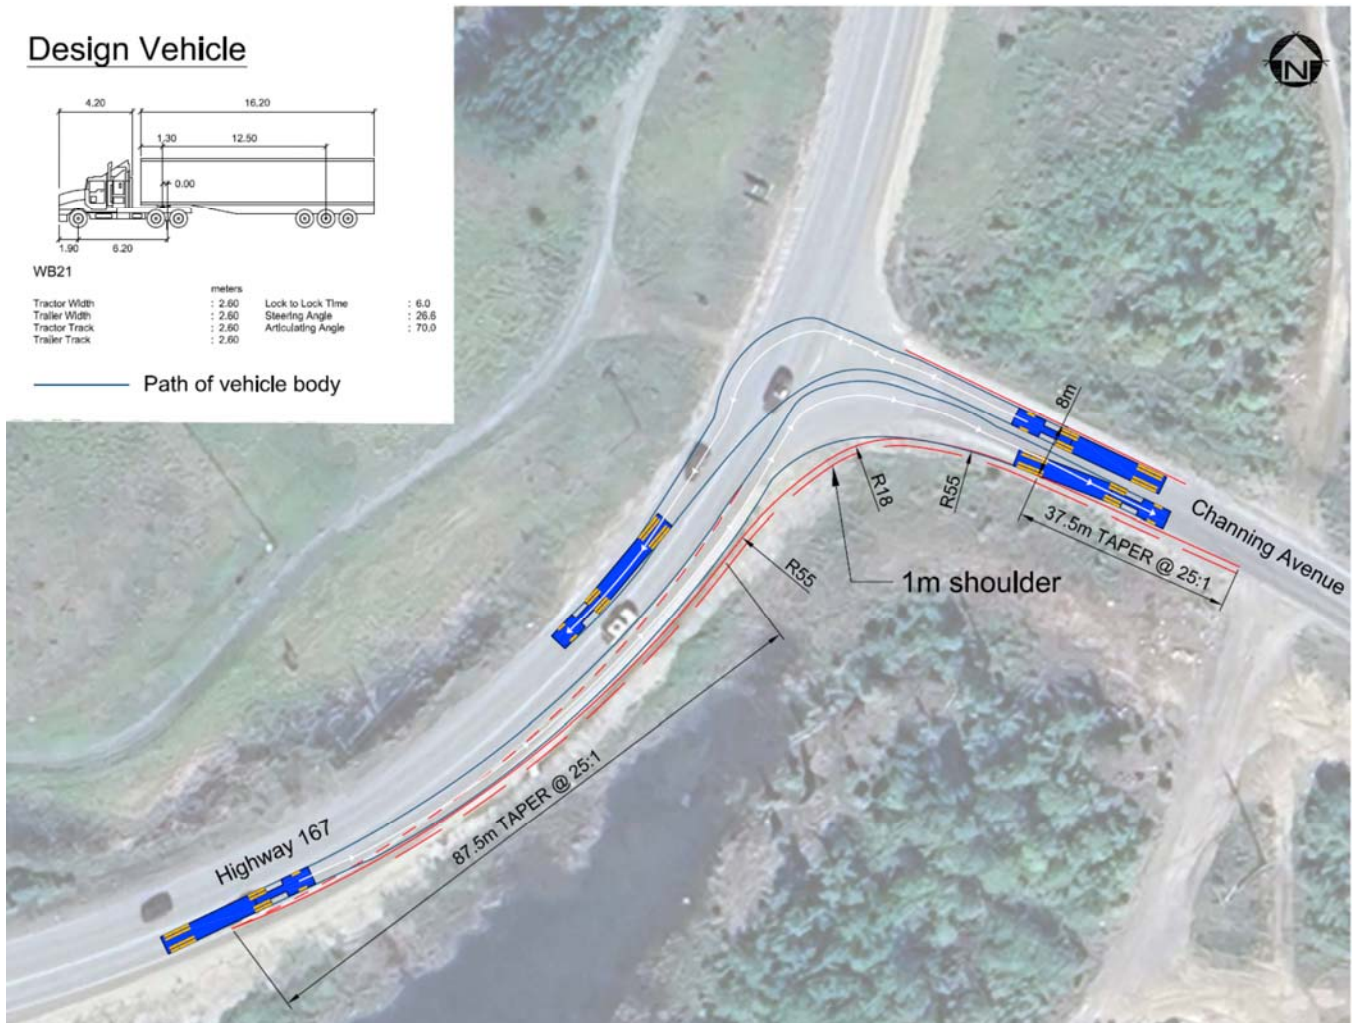 Design Vehicle
4.20
16.20
1.30
12.50
0.00
1.90
6.20
WB21
meters
Tractor Width : 2.60 Lock to Lock Time : 6.0
Trailer Width : 2.60 Steering Angle : 26.6
Tractor Track : 2.60 Articulating Angle : 70.0
Trailer Track : 2.60
Path of vehicle body
N
8m
R18
R55
Channing Avenue
37.5m TAPER @ 25:1
R55
1m shoulder
87.5m TAPER @ 25:1
Highway 167